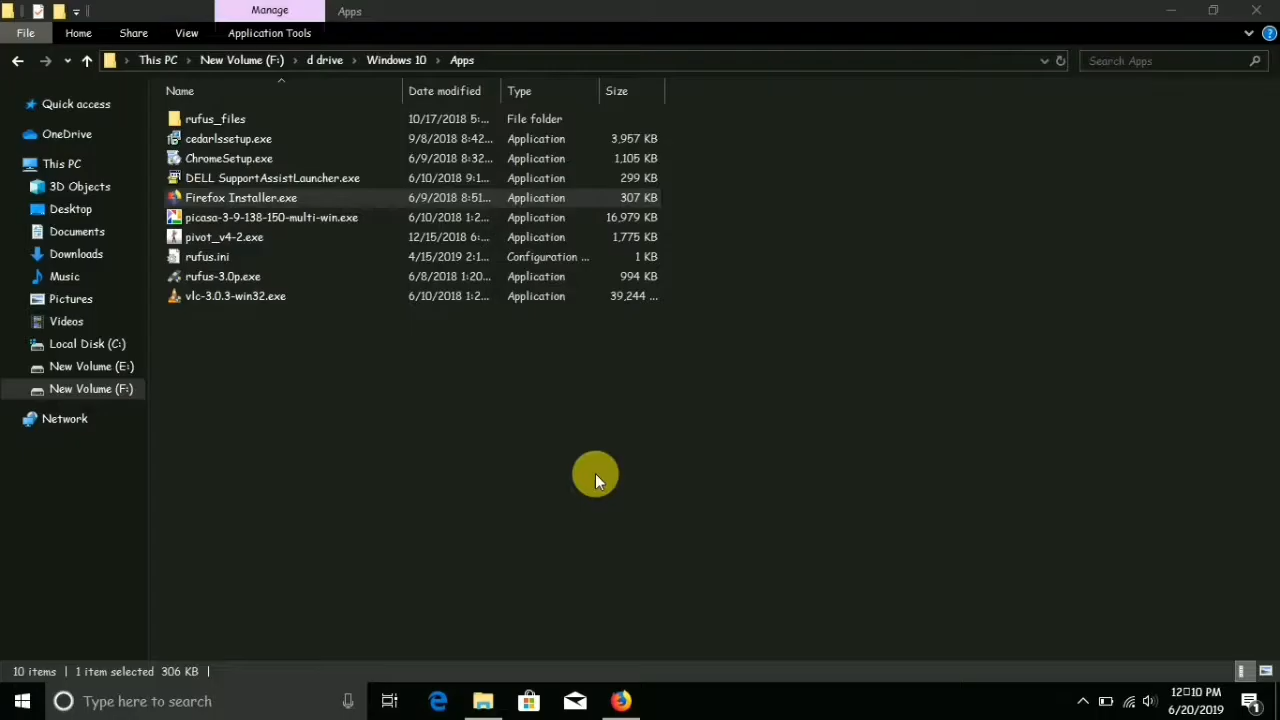 Manage
Apps
File
Home
Share
View
Application Tools
This PC
New Volume (F:)
d drive
Windows 10
Apps
Search Apps
Name
Date modified
Type
Size
Quick access
OneDrive
This PC
3D Objects
Desktop
Documents
Downloads
Music
Pictures
Videos
Local Disk (C:)
New Volume (E:)
New Volume (F:)
Network
rufus_files 10/17/2018 5:... File folder
cedarlssetup.exe 9/8/2018 8:42... Application 3,957 KB
ChromeSetup.exe 6/9/2018 8:32... Application 1,105 KB
DELL SupportAssistLauncher.exe 6/10/2018 9:1... Application 299 KB
Firefox Installer.exe 6/9/2018 8:51... Application 307 KB
picasa-3-9-138-150-multi-win.exe 6/10/2018 1:2... Application 16,979 KB
pivot_v4-2.exe 12/15/2018 6:... Application 1,775 KB
rufus.ini 4/15/2019 2:1... Configuration ... 1 KB
rufus-3.0p.exe 6/8/2018 1:20... Application 994 KB
vlc-3.0.3-win32.exe 6/10/2018 1:2... Application 39,244 ...
10 items
1 item selected 306 KB
Type here to search
12□10 PM
6/20/2019
1